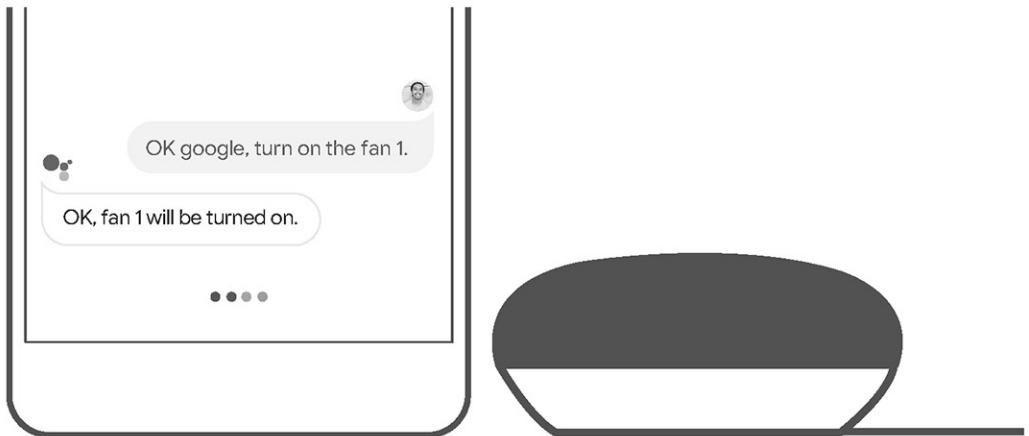 OK google, turn on the fan 1.
OK, fan 1 will be turned on.